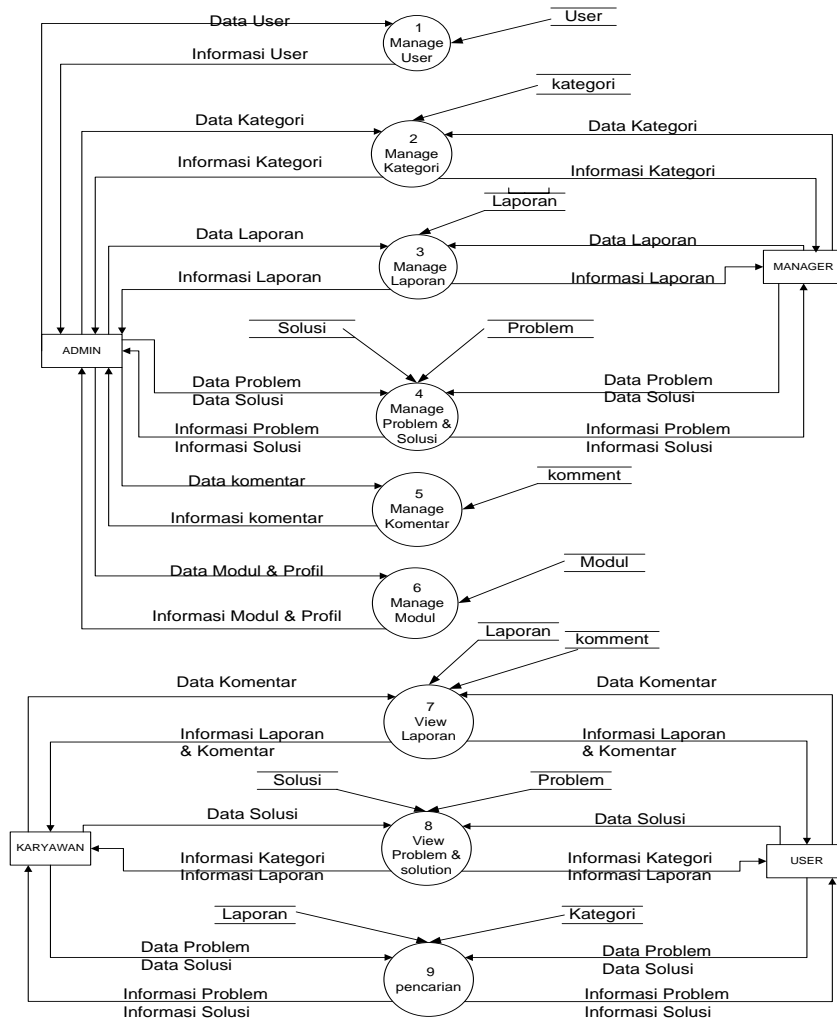 Data User
User
1
Manage
User
Informasi User
kategori
Data Kategori
Data Kategori
2
Manage
Kategori
Informasi Kategori
Informasi Kategori
Laporan
Data Laporan
Data Laporan
3
Manage
Laporan
MANAGER
Informasi Laporan
Informasi Laporan
Solusi
Problem
ADMIN
Data Problem
Data Solusi
Data Problem
Data Solusi
4
Manage
Problem &
Solusi
Informasi Problem
Informasi Solusi
Informasi Problem
Informasi Solusi
Data komentar
komment
5
Manage
Komentar
Informasi komentar
Modul
Data Modul & Profil
6
Manage
Modul
Informasi Modul & Profil
Laporan
komment
Data Komentar
Data Komentar
7
View
Laporan
Informasi Laporan
& Komentar
Informasi Laporan
& Komentar
Solusi
Problem
Data Solusi
Data Solusi
8
View
Problem &
solution
KARYAWAN
USER
Informasi Kategori
Informasi Laporan
Informasi Kategori
Informasi Laporan
Laporan
Kategori
Data Problem
Data Solusi
Data Problem
Data Solusi
9
pencarian
Informasi Problem
Informasi Solusi
Informasi Problem
Informasi Solusi